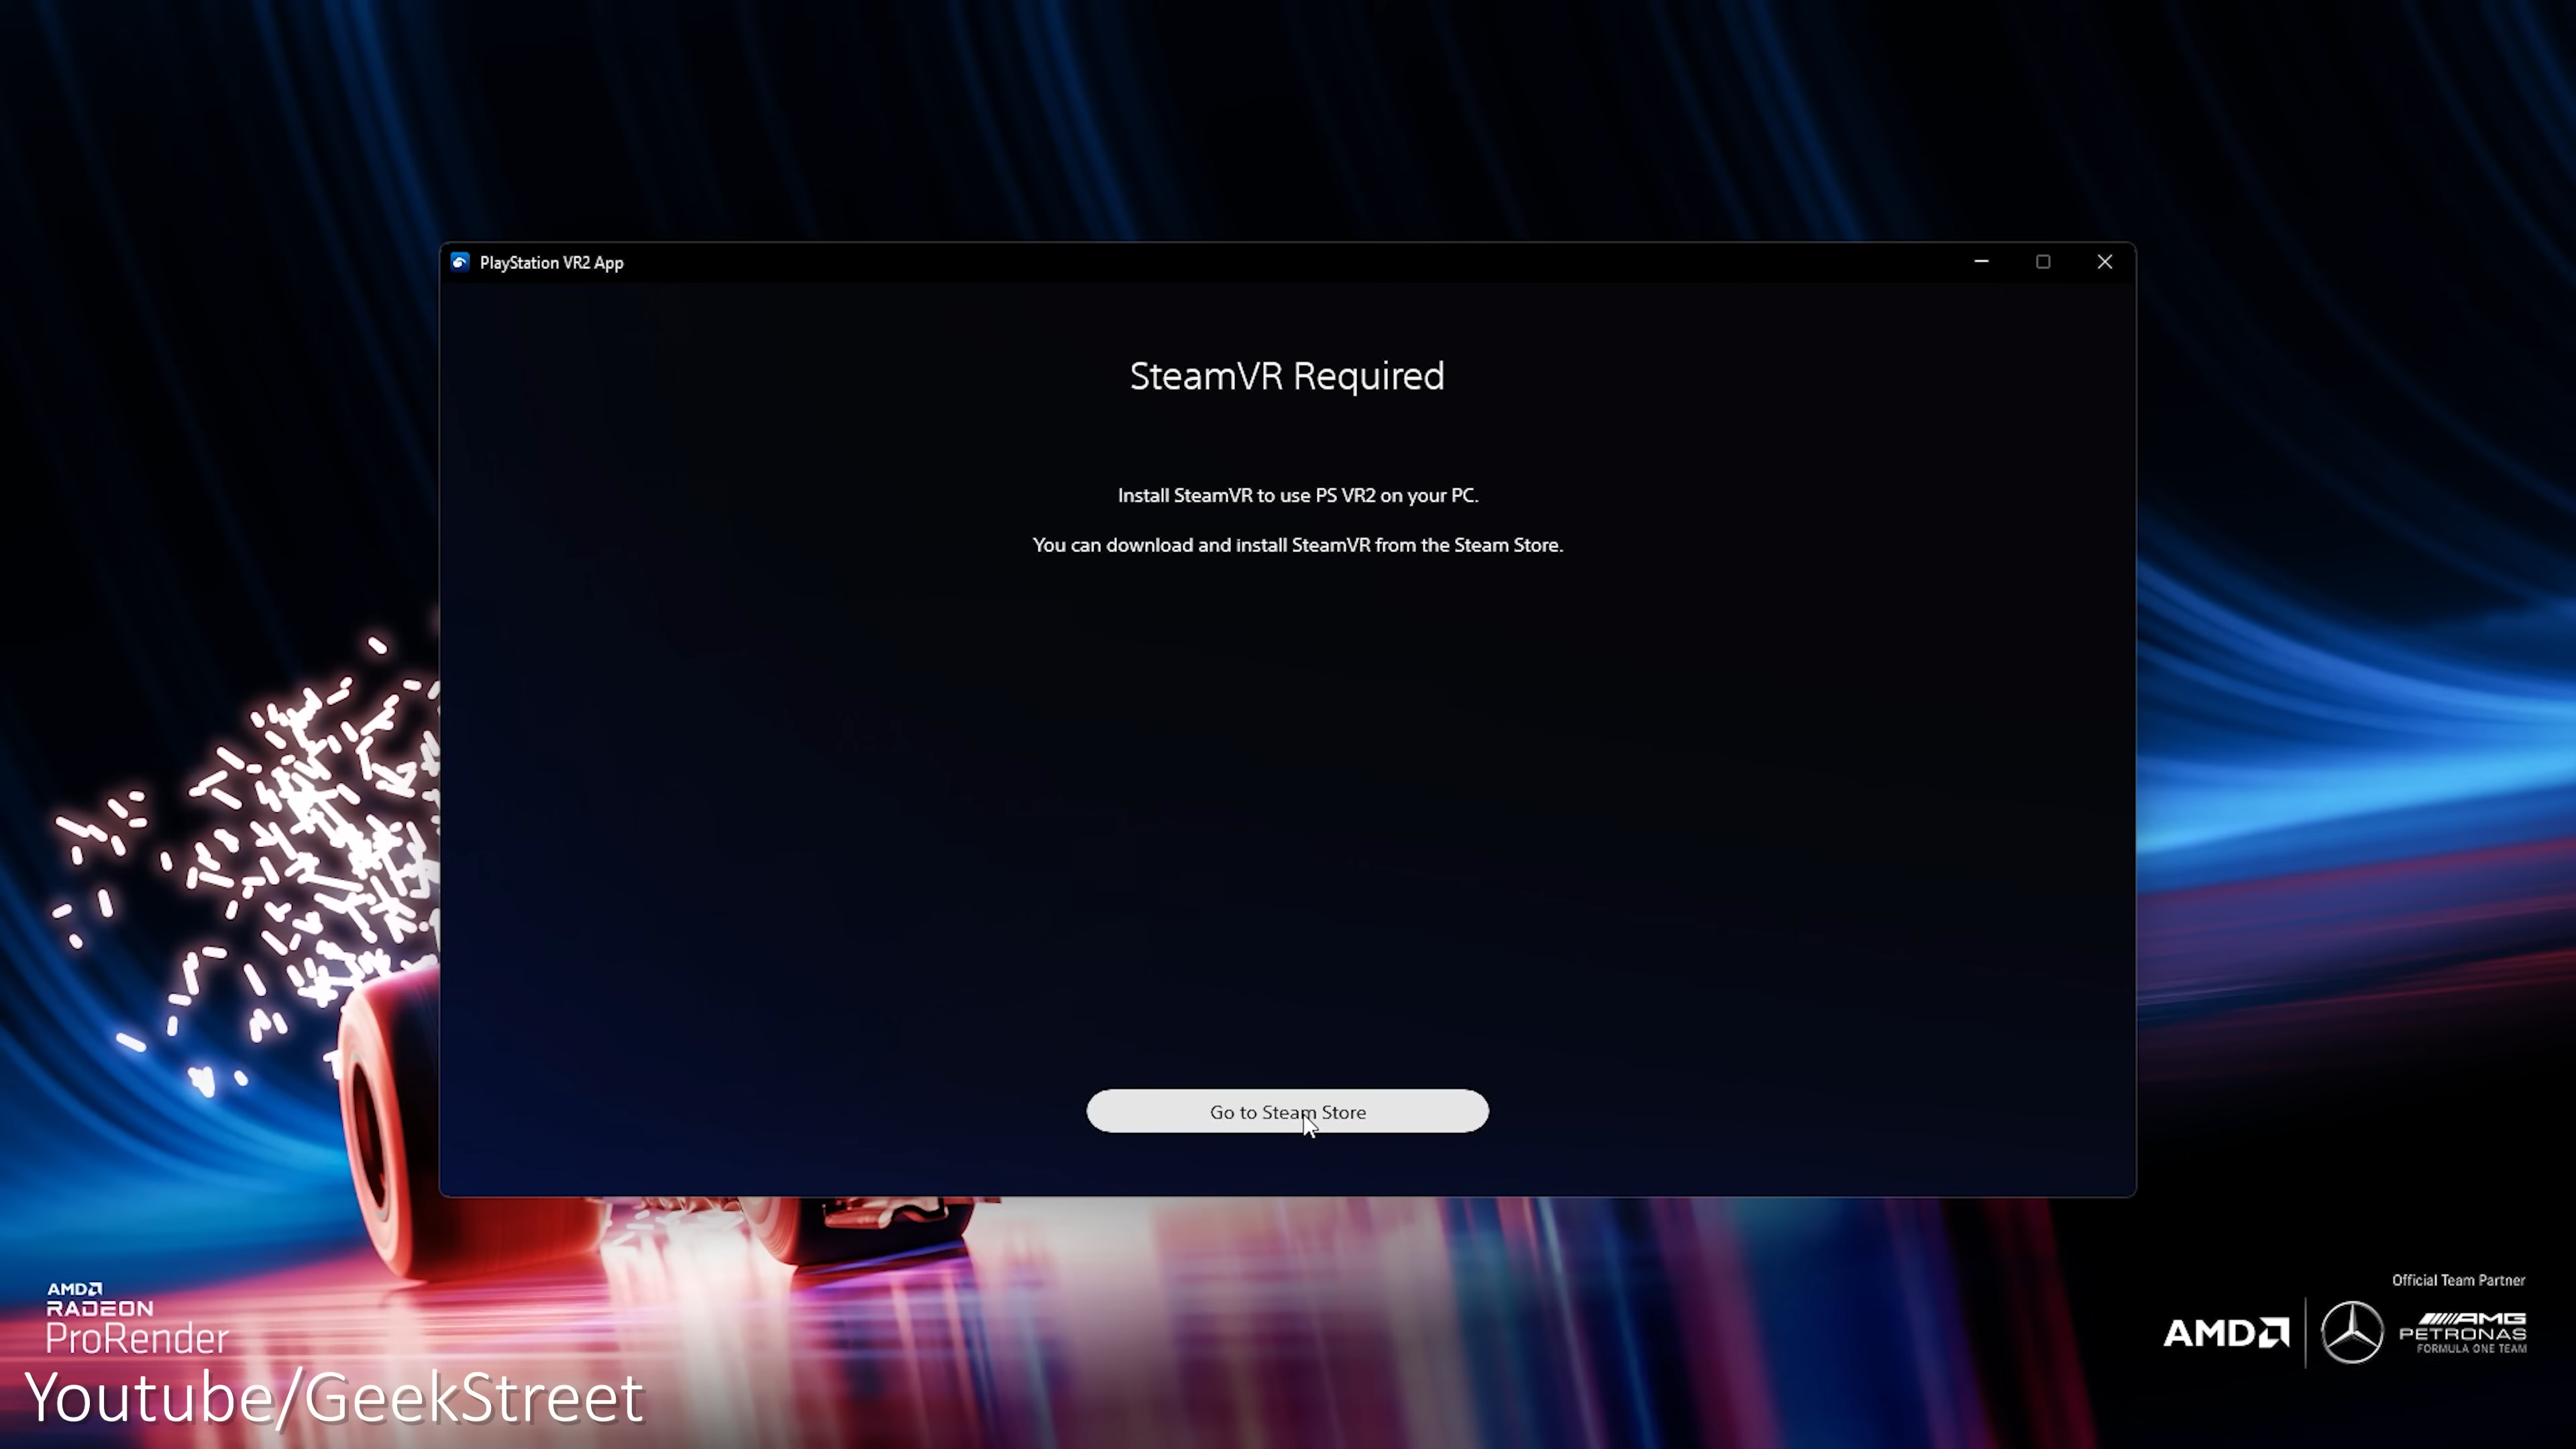 PlayStation VR2 App
SteamVR Required
Install SteamVR to use PS VR2 on your PC.
You can download and install SteamVR from the Steam Store.
Go to Steam Store
AMD
RADEON
ProRender
Youtube/GeekStreet
Official Team Partner
AMD
AMG
PETRONAS
FORMULA ONE TEAM